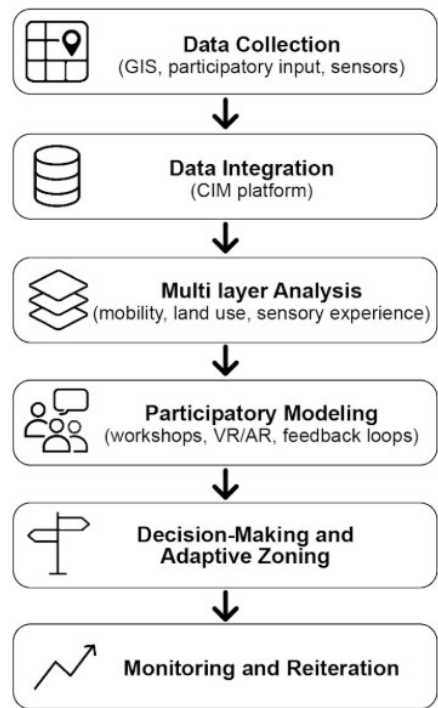 Data Collection
(GIS, participatory input, sensors)
Data Integration
(CIM platform)
Multi layer Analysis
(mobility, land use, sensory experience)
Participatory Modeling
(workshops, VR/AR, feedback loops)
Decision-Making and
Adaptive Zoning
Monitoring and Reiteration